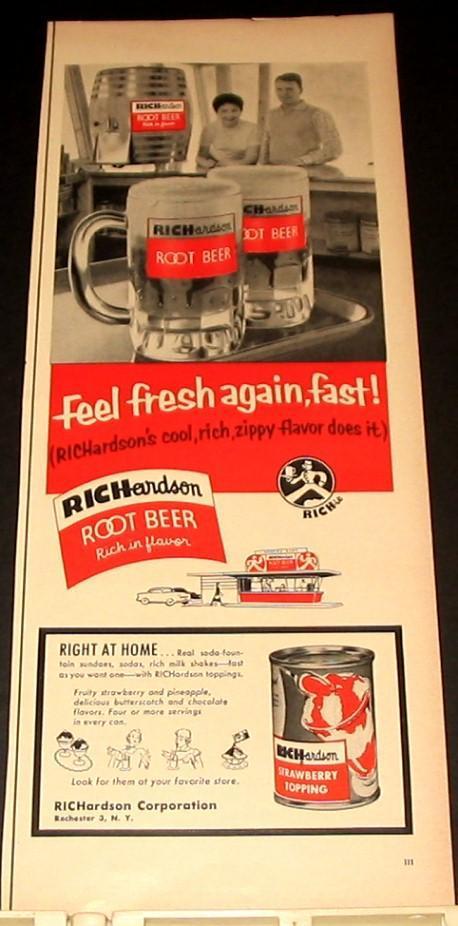 RICHardson
ROOT BEER
Rich in flavor
RICHardson
ROOT BEER
CHardson
OOT BEER
Feel fresh again, fast!
(RICHardson's cool, rich, zippy flavor does it)
RICHardson
ROOT BEER
Rich in flavor
RICHie
ROOT BEER
RIGHT AT HOME... Real soda-foun-
tain sundaes, sodas, rich milk shakes—fast
as you want one—with RICHardson toppings.
Fruity strawberry and pineapple,
delicious butterscotch and chocolate
flavors. Four or more servings
in every can.
Look for them at your favorite store.
RICHardson Corporation
Rochester 3, N. Y.
RICHardson
STRAWBERRY
TOPPING
111